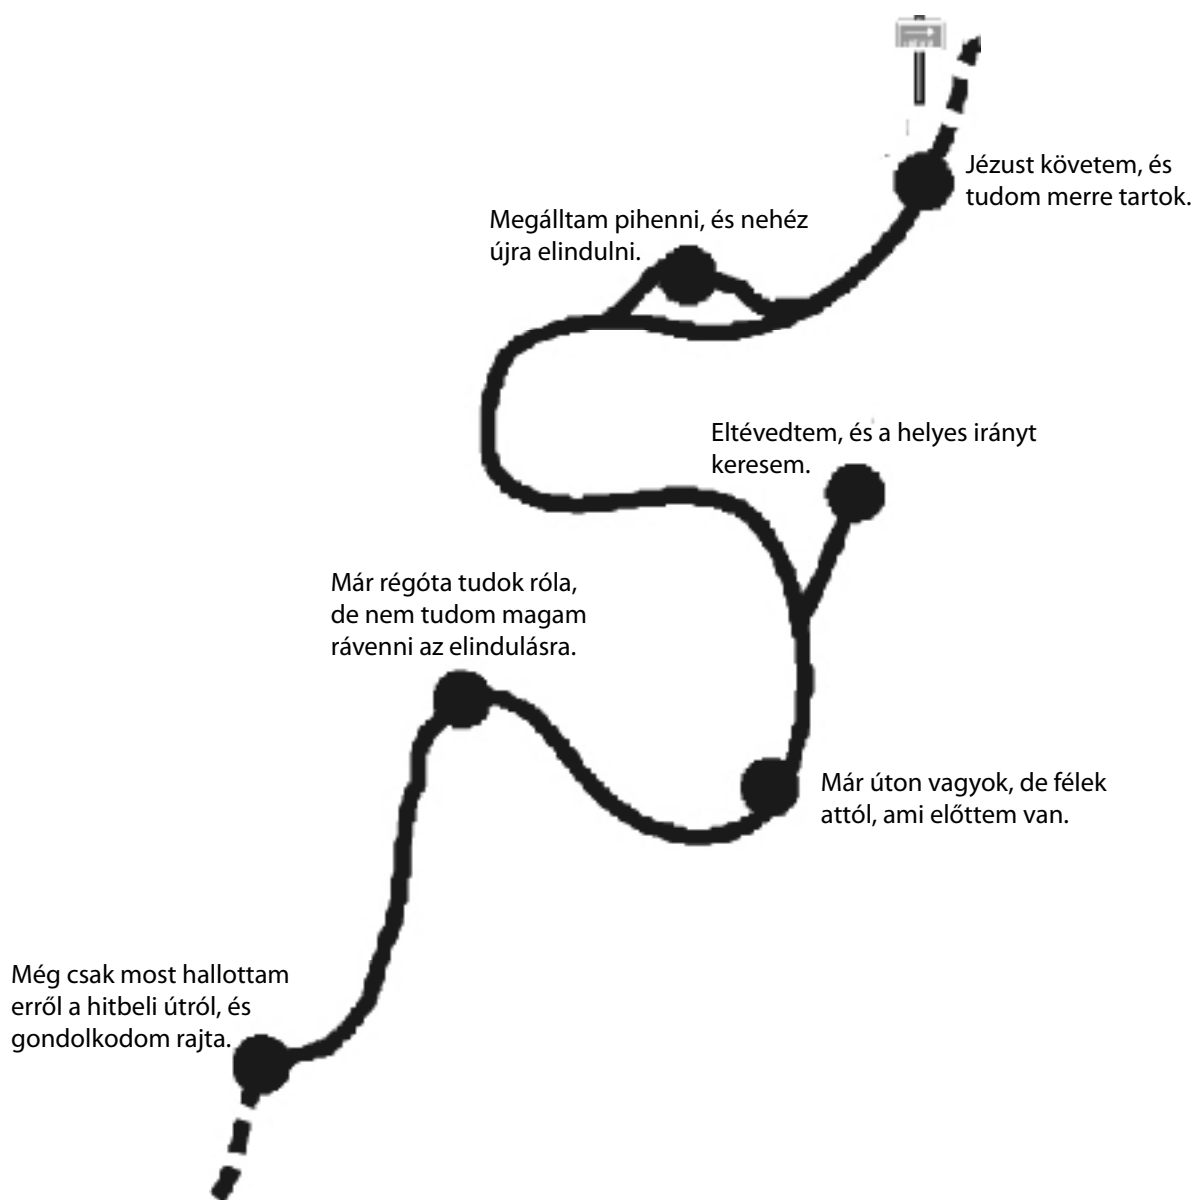 Jézust követem, és
tudom merre tartok.
Megálltam pihenni, és nehéz
újra elindulni.
Eltévedtem, és a helyes irányt
keresem.
Már régóta tudok róla,
de nem tudom magam
rávenni az elindulásra.
Már úton vagyok, de félek
attól, ami előttem van.
Még csak most hallottam
erről a hitbeli útról, és
gondolkodom rajta.